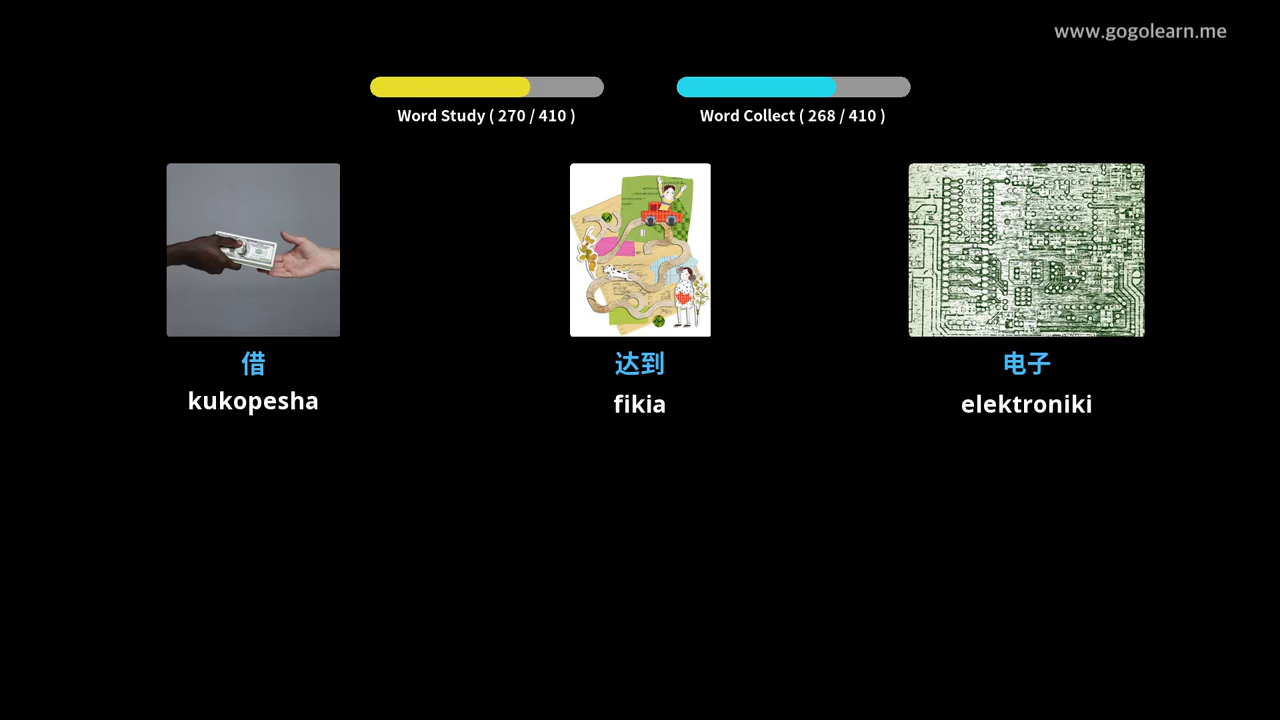 www.gogolearn.me
Word Study ( 270 / 410 )
Word Collect ( 268 / 410 )
借
kukopesha
达到
fikia
电子
elektroniki